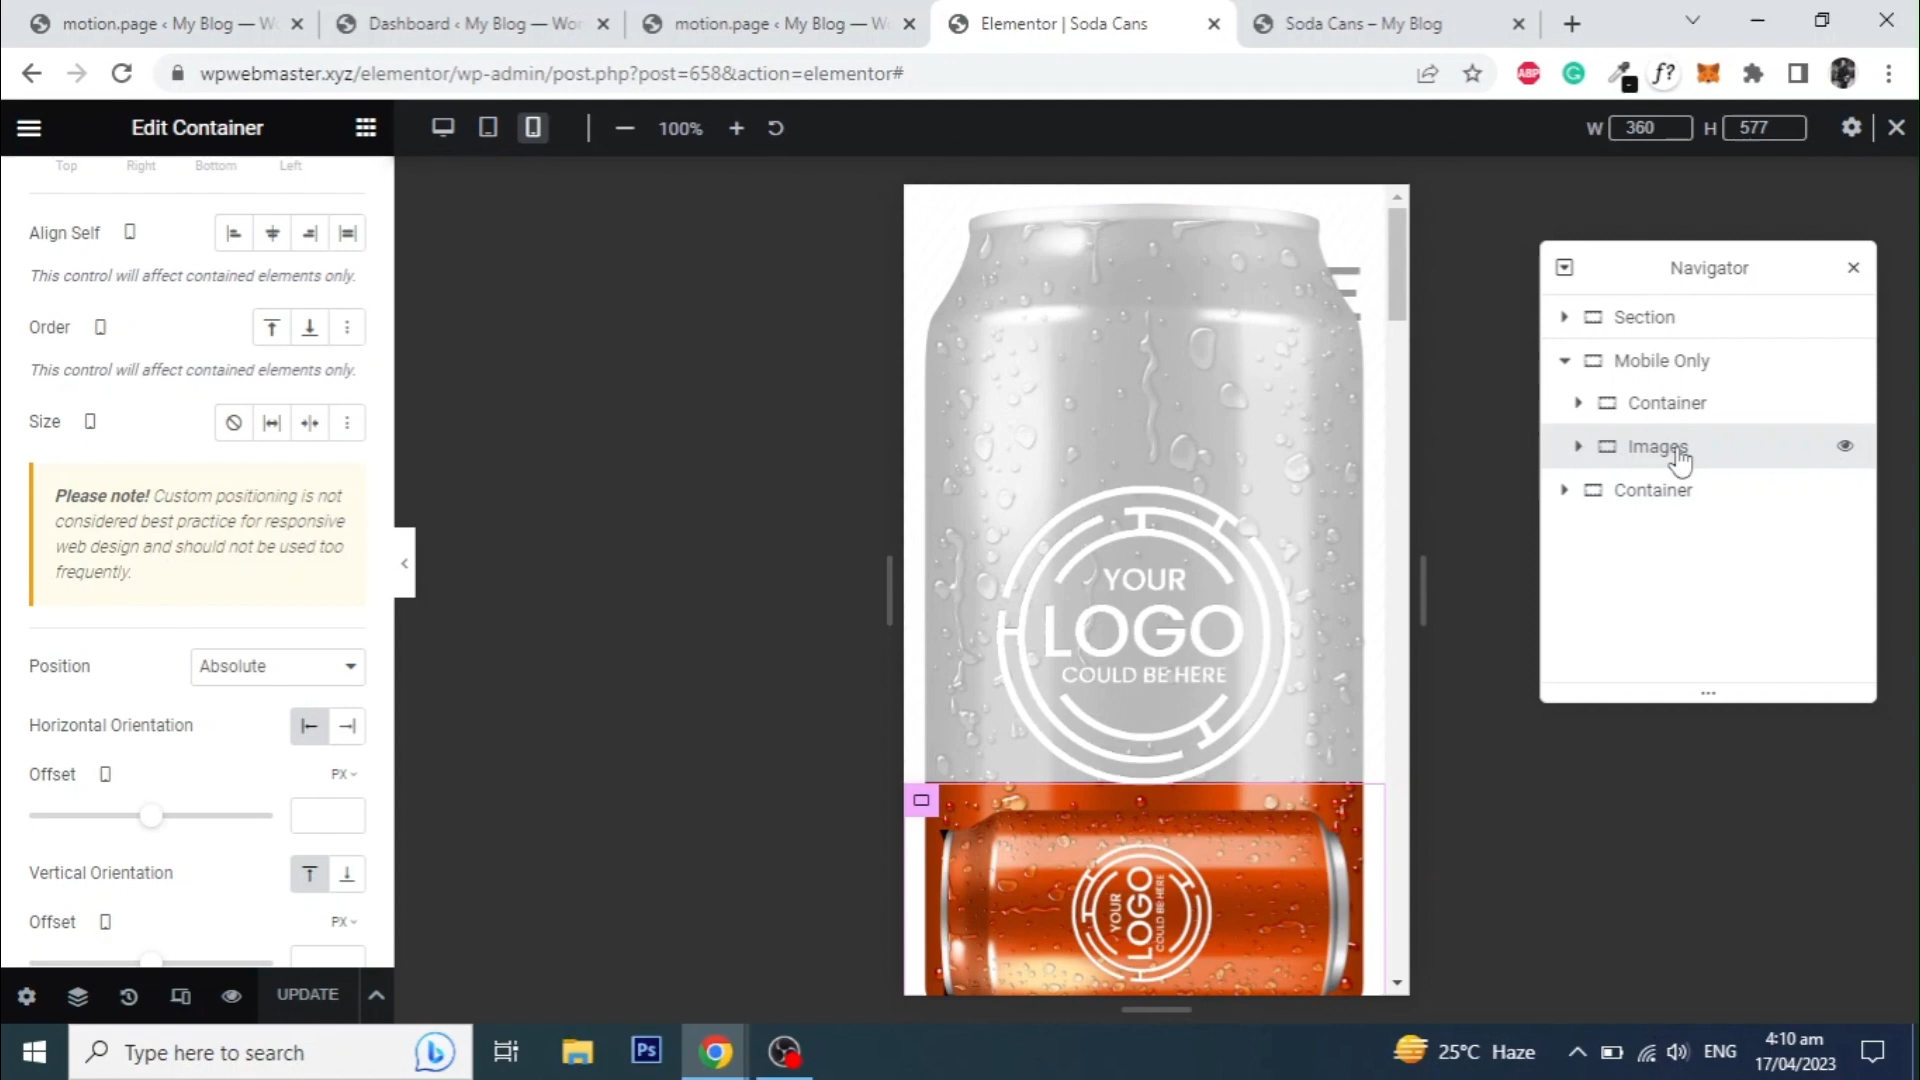 motion.page ‹ My Blog — W
Dashboard ‹ My Blog — Wor
motion.page ‹ My Blog — W
Elementor | Soda Cans
Soda Cans – My Blog
wpwebmaster.xyz/elementor/wp-admin/post.php?post=658&action=elementor#
ABP
f?
Edit Container
100%
W 360 H 577
Top Right Bottom Left
Align Self
This control will affect contained elements only.
Order
This control will affect contained elements only.
Size
Please note! Custom positioning is not
considered best practice for responsive
web design and should not be used too
frequently.
Position Absolute
Horizontal Orientation
Offset PX
Vertical Orientation
Offset PX
UPDATE
YOUR
LOGO
COULD BE HERE
YOUR
LOGO
COULD BE HERE
Navigator
Section
Mobile Only
Container
Images
Container
Type here to search
Ps
25°C Haze
ENG
4:10 am
17/04/2023